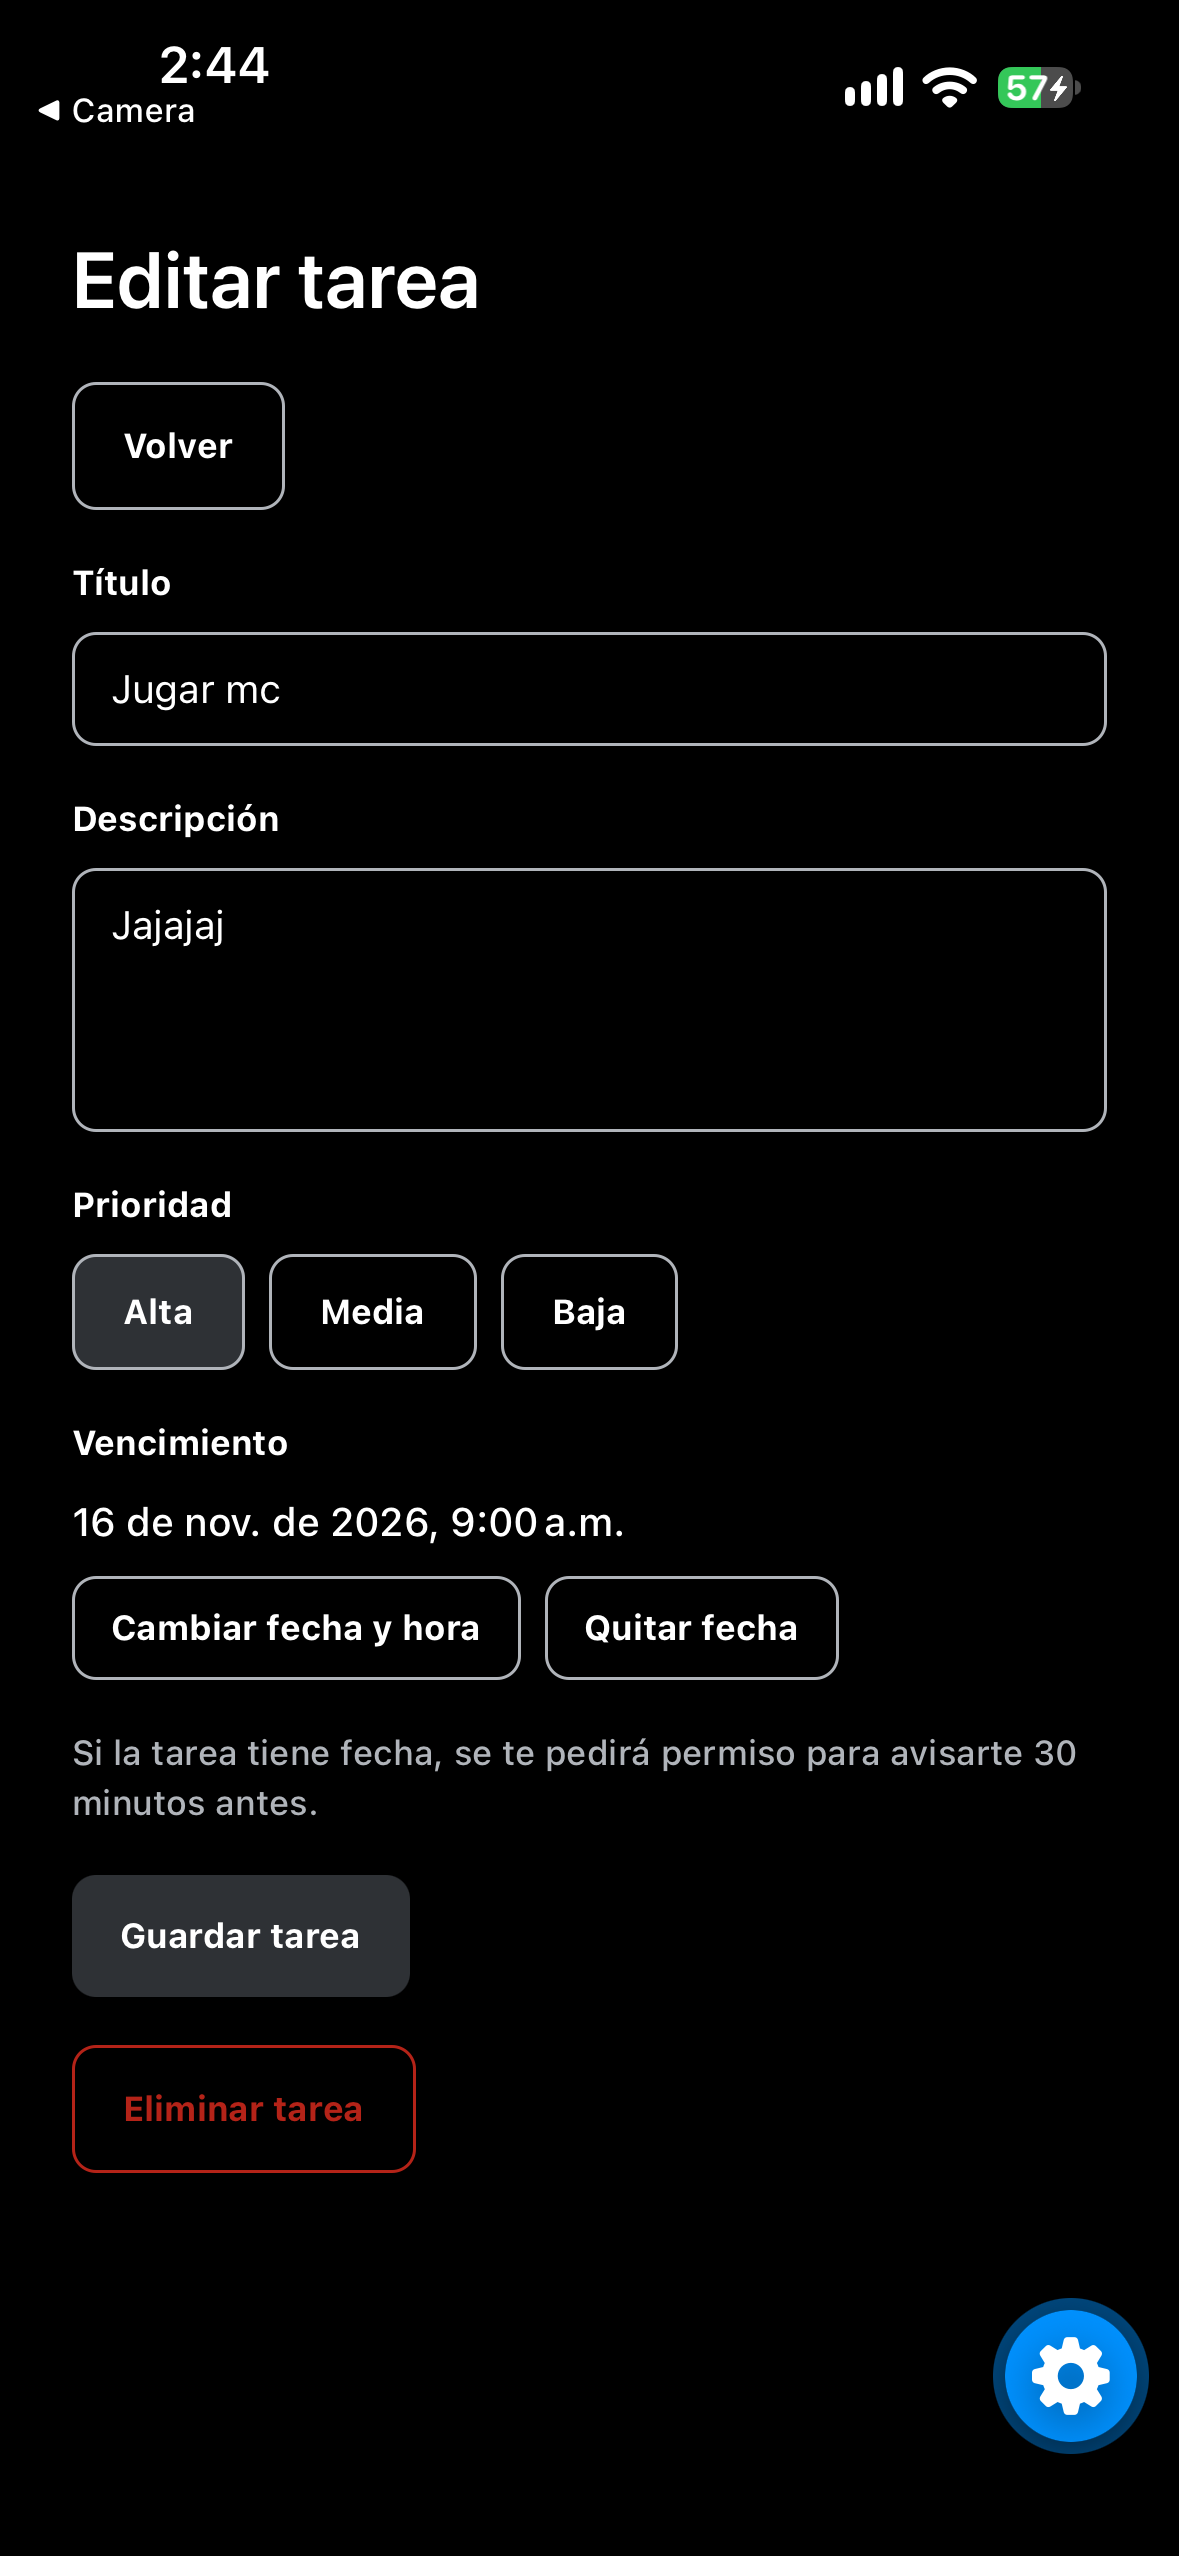 2:44
Camera
57
Editar tarea
Volver
Título
Jugar mc
Descripción
Jajajaj
Prioridad
Alta Media Baja
Vencimiento
16 de nov. de 2026, 9:00 a.m.
Cambiar fecha y hora Quitar fecha
Si la tarea tiene fecha, se te pedirá permiso para avisarte 30
minutos antes.
Guardar tarea
Eliminar tarea